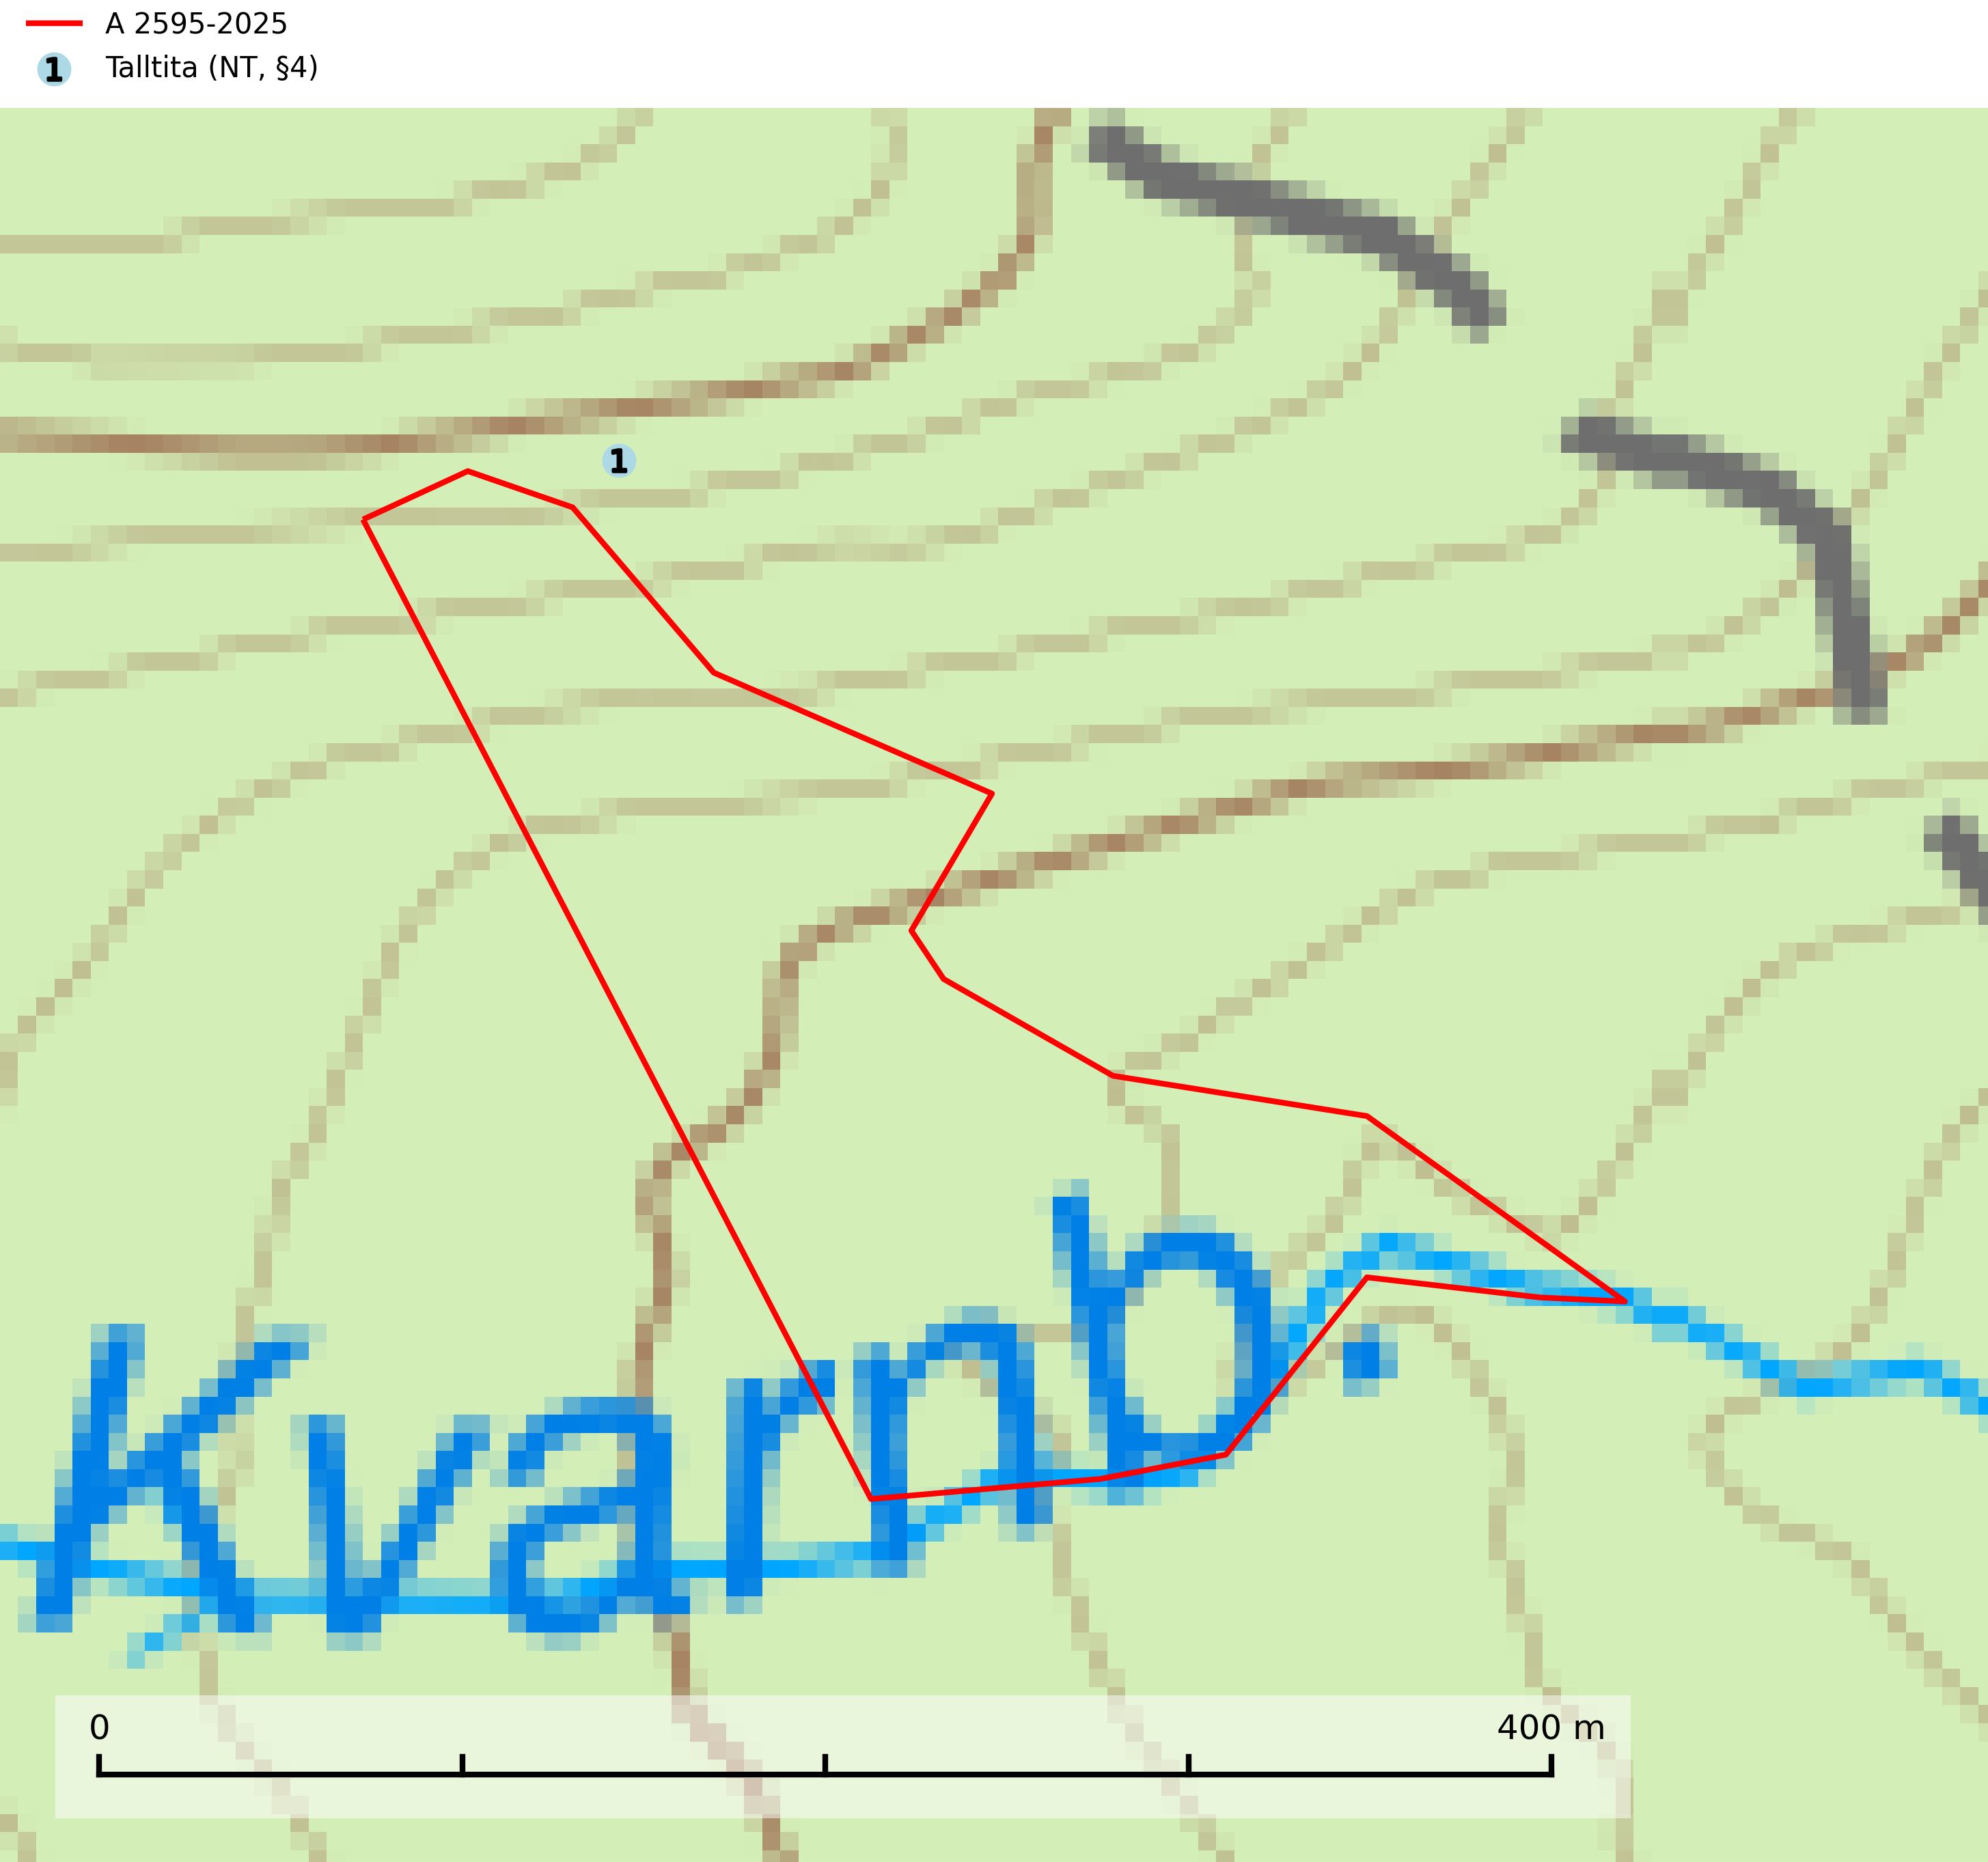 A 2595-2025
1 Talltita (NT, §4)
1
Kvarnb.
0 400 m